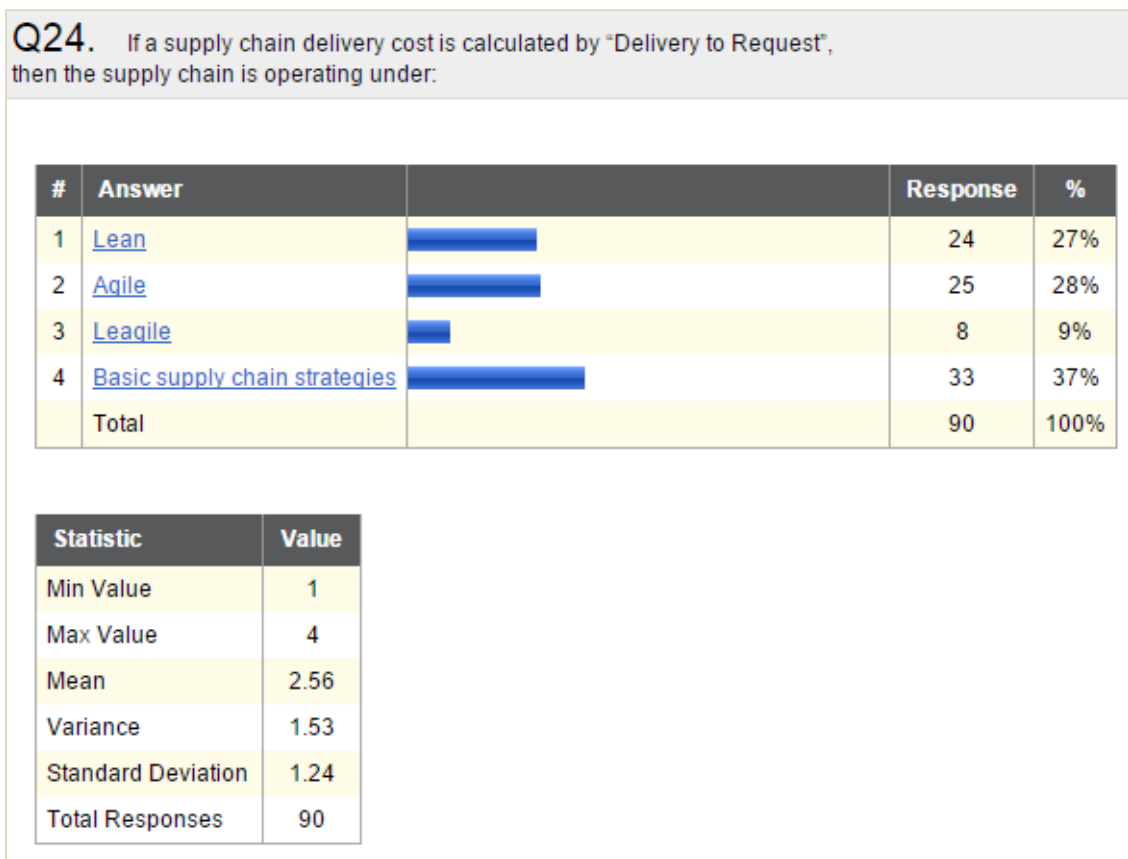 Q24. If a supply chain delivery cost is calculated by “Delivery to Request”,
then the supply chain is operating under:
# Answer Response %
1 Lean 24 27%
2 Agile 25 28%
3 Leagile 8 9%
4 Basic supply chain strategies 33 37%
Total 90 100%
Statistic Value
Min Value 1
Max Value 4
Mean 2.56
Variance 1.53
Standard Deviation 1.24
Total Responses 90